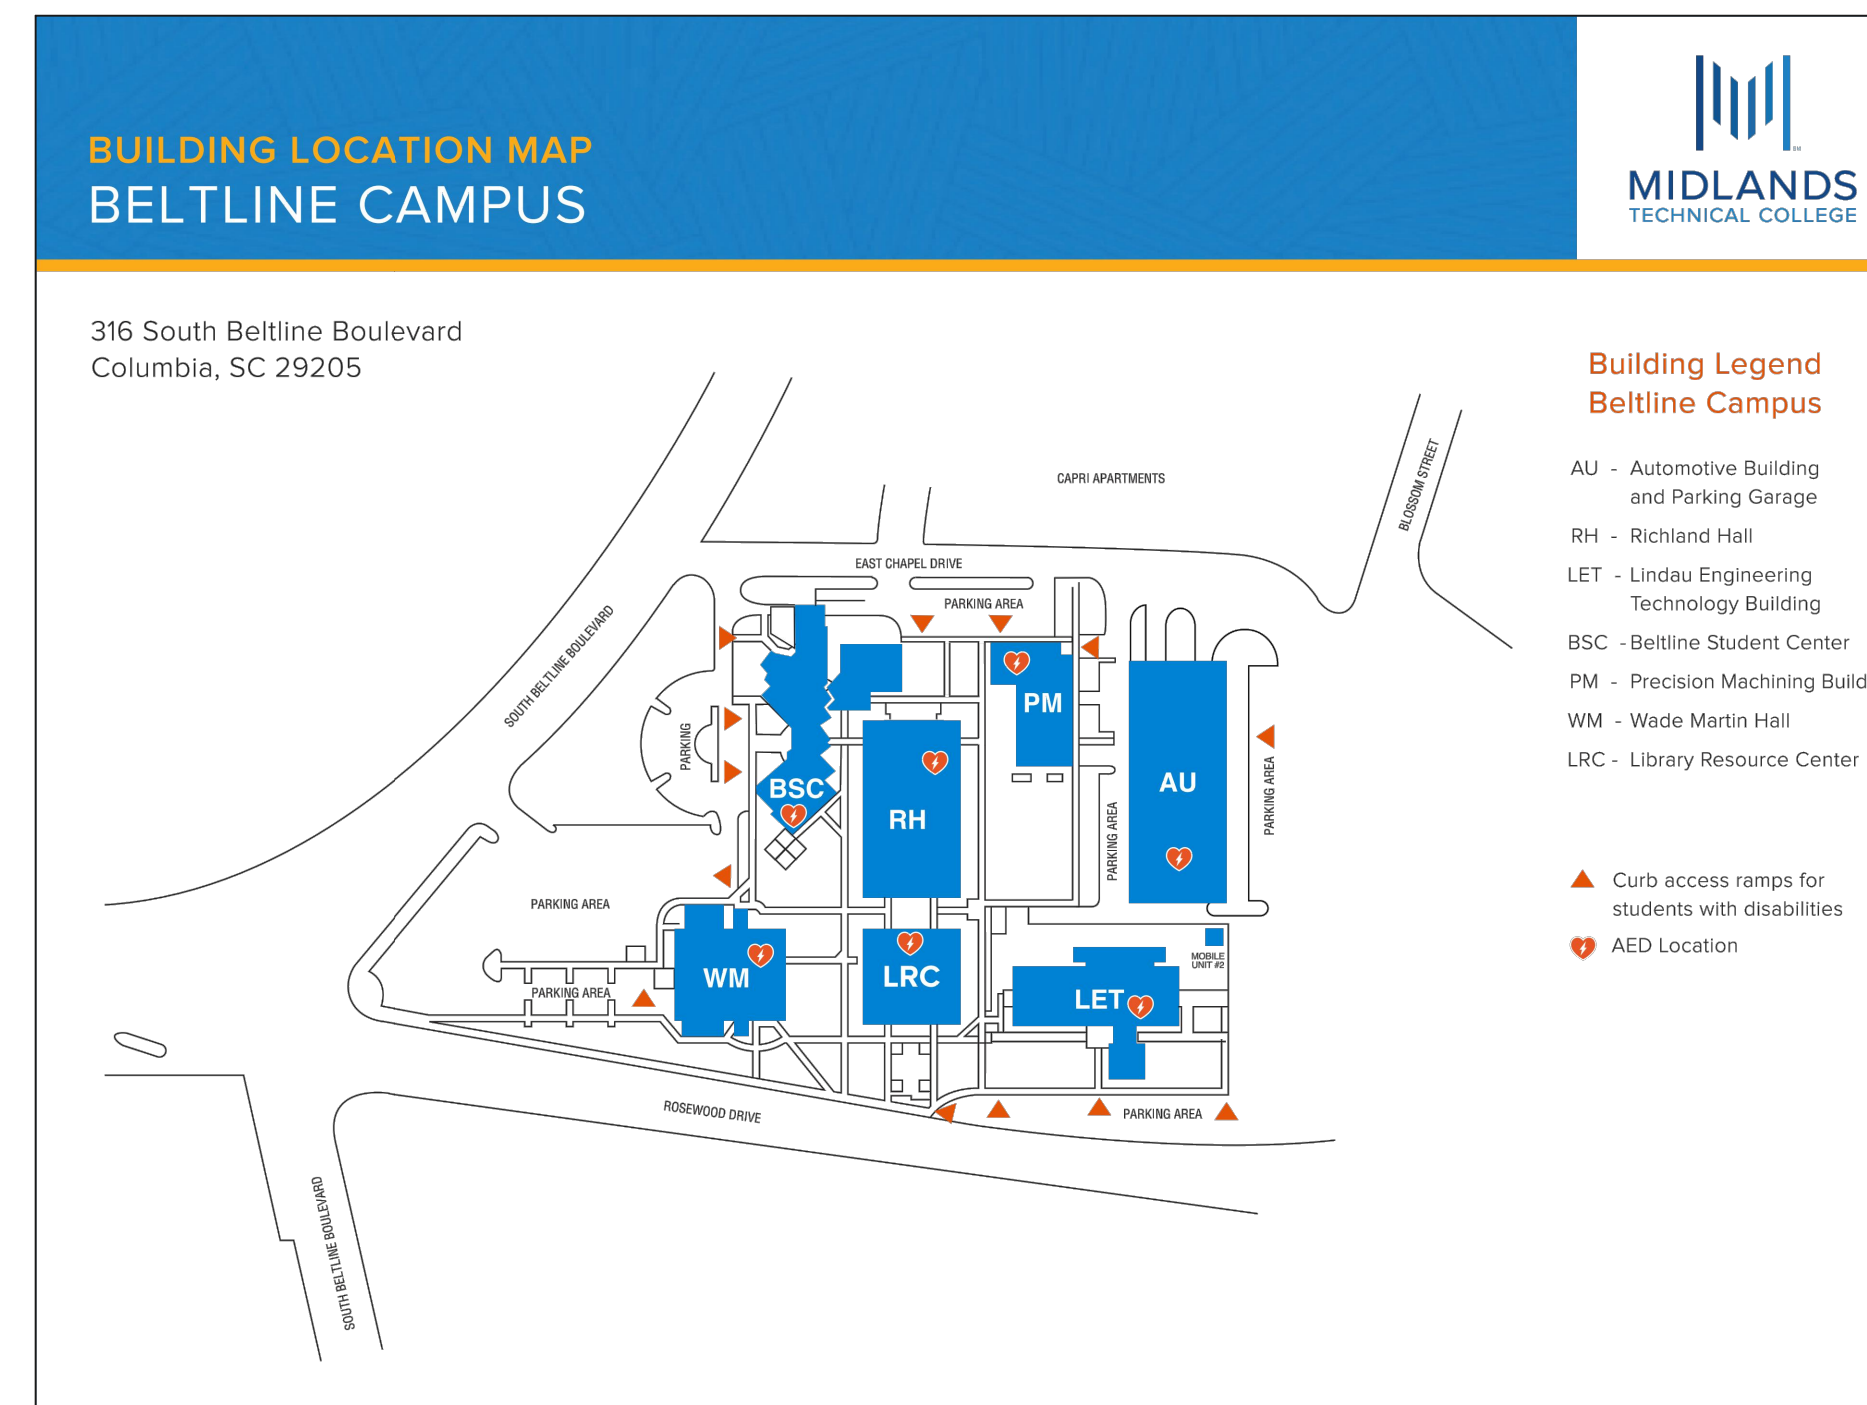 BUILDING LOCATION MAP
BELTLINE CAMPUS
SM
MIDLANDS
TECHNICAL COLLEGE
316 South Beltline Boulevard
Columbia, SC 29205
Building Legend
Beltline Campus
AU - Automotive Building
and Parking Garage
RH - Richland Hall
LET - Lindau Engineering
Technology Building
BSC - Beltline Student Center
PM - Precision Machining Build
WM - Wade Martin Hall
LRC - Library Resource Center
Curb access ramps for
students with disabilities
AED Location
CAPRI APARTMENTS
BLOSSOM STREET
EAST CHAPEL DRIVE
PARKING AREA
SOUTH BELTLINE BOULEVARD
PARKING
PM
BSC
RH
AU
PARKING AREA
PARKING AREA
PARKING AREA
WM
LRC
MOBILE
UNIT #2
LET
PARKING AREA
ROSEWOOD DRIVE
PARKING AREA
SOUTH BELTLINE BOULEVARD